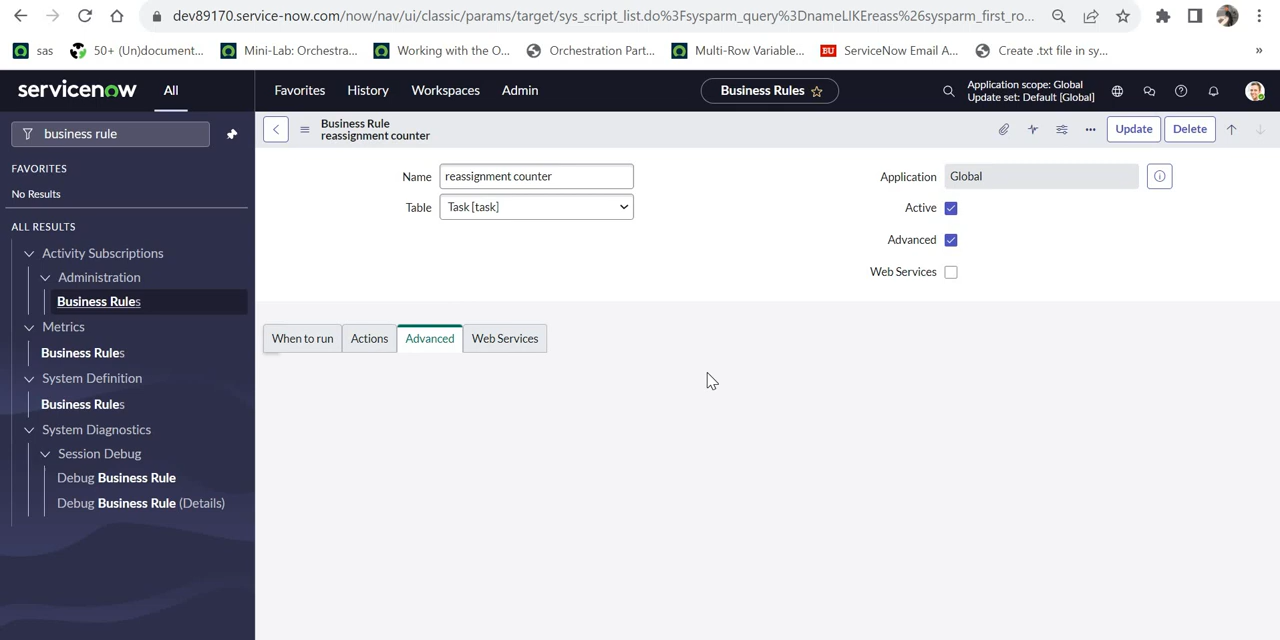 dev89170.service-now.com/now/nav/ui/classic/params/target/sys_script_list.do%3Fsysparm_query%3DnameLIKEreass%26sysparm_first_ro...
sas
50+ (Un)document...
Mini-Lab: Orchestra...
Working with the O...
Orchestration Part...
Multi-Row Variable...
BU
ServiceNow Email A...
Create .txt file in sy...
»
servicenow
All
Favorites
History
Workspaces
Admin
Business Rules
Application scope: Global
Update set: Default [Global]
business rule
Business Rule
reassignment counter
Update
Delete
FAVORITES
No Results
ALL RESULTS
Activity Subscriptions
Administration
Business Rules
Metrics
Business Rules
System Definition
Business Rules
System Diagnostics
Session Debug
Debug Business Rule
Debug Business Rule (Details)
Name
reassignment counter
Application
Global
Table
Task [task]
Active
Advanced
Web Services
When to run
Actions
Advanced
Web Services